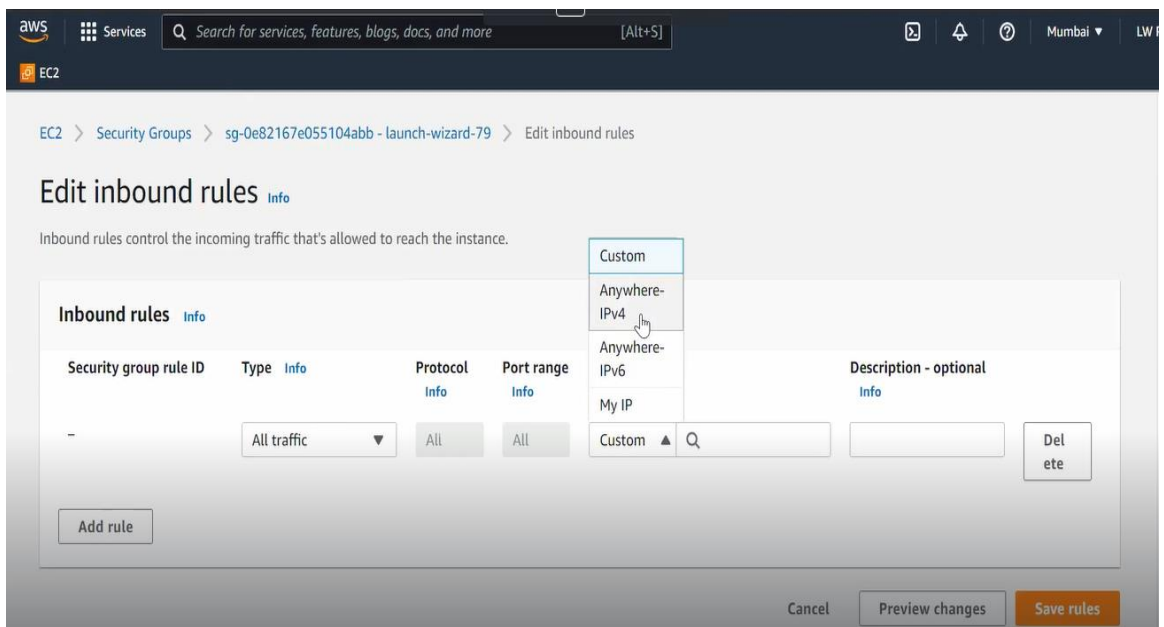 aws Services Search for services, features, blogs, docs, and more [Alt+S] Mumbai ▼ LW
EC2
EC2 > Security Groups > sg-0e82167e055104abb - launch-wizard-79 > Edit inbound rules
Edit inbound rules Info
Inbound rules control the incoming traffic that's allowed to reach the instance.
Custom
Anywhere-
IPv4
Anywhere-
IPv6
My IP
Inbound rules Info
Security group rule ID Type Info Protocol Port range Description - optional
Info Info Info
– All traffic ▼ All All Custom ▲ Del
ete
Add rule
Cancel Preview changes Save rules